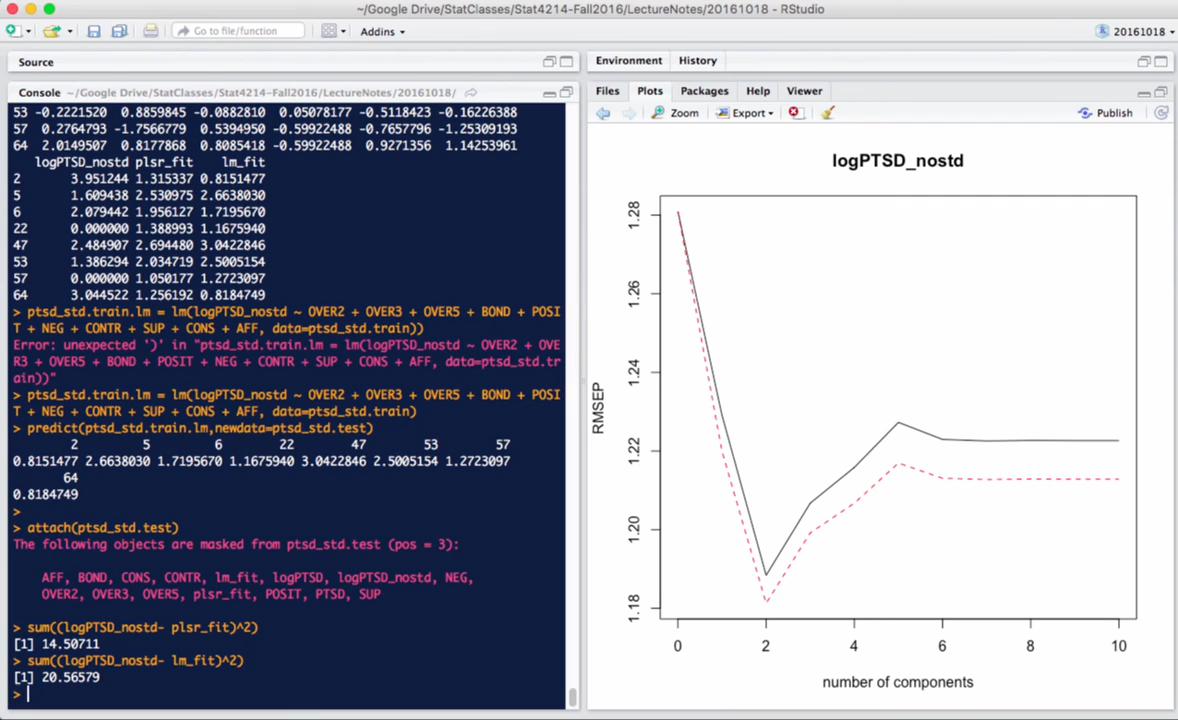 ~/Google Drive/StatClasses/Stat4214-Fall2016/LectureNotes/20161018 - RStudio
Go to file/function
Addins
20161018
Source
Console ~/Google Drive/StatClasses/Stat4214-Fall2016/LectureNotes/20161018/
53 -0.2221520 0.8859845 -0.0882810 0.05078177 -0.5118423 -0.16226388
57 0.2764793 -1.7566779 0.5394950 -0.59922488 -0.7657796 -1.25309193
64 2.0149507 0.8177868 0.8085418 -0.59922488 0.9271356 1.14253961
logPTSD_nostd plsr_fit lm_fit
2 3.951244 1.315337 0.8151477
5 1.609438 2.530975 2.6638030
6 2.079442 1.956127 1.7195670
22 0.000000 1.388993 1.1675940
47 2.484907 2.694480 3.0422846
53 1.386294 2.034719 2.5005154
57 0.000000 1.050177 1.2723097
64 3.044522 1.256192 0.8184749
> ptsd_std.train.lm = lm(logPTSD_nostd ~ OVER2 + OVER3 + OVER5 + BOND + POSI
T + NEG + CONTR + SUP + CONS + AFF, data=ptsd_std.train))
Error: unexpected ')' in "ptsd_std.train.lm = lm(logPTSD_nostd ~ OVER2 + OVE
R3 + OVER5 + BOND + POSIT + NEG + CONTR + SUP + CONS + AFF, data=ptsd_std.tr
ain))"
> ptsd_std.train.lm = lm(logPTSD_nostd ~ OVER2 + OVER3 + OVER5 + BOND + POSI
T + NEG + CONTR + SUP + CONS + AFF, data=ptsd_std.train)
> predict(ptsd_std.train.lm,newdata=ptsd_std.test)
2 5 6 22 47 53 57
0.8151477 2.6638030 1.7195670 1.1675940 3.0422846 2.5005154 1.2723097
64
0.8184749
>
> attach(ptsd_std.test)
The following objects are masked from ptsd_std.test (pos = 3):
AFF, BOND, CONS, CONTR, lm_fit, logPTSD, logPTSD_nostd, NEG,
OVER2, OVER3, OVER5, plsr_fit, POSIT, PTSD, SUP
> sum((logPTSD_nostd- plsr_fit)^2)
[1] 14.50711
> sum((logPTSD_nostd- lm_fit)^2)
[1] 20.56579
>
Environment History
Files Plots Packages Help Viewer
Zoom Export Publish
logPTSD_nostd
1.28
1.26
1.24
1.22
1.20
1.18
RMSEP
0 2 4 6 8 10
number of components